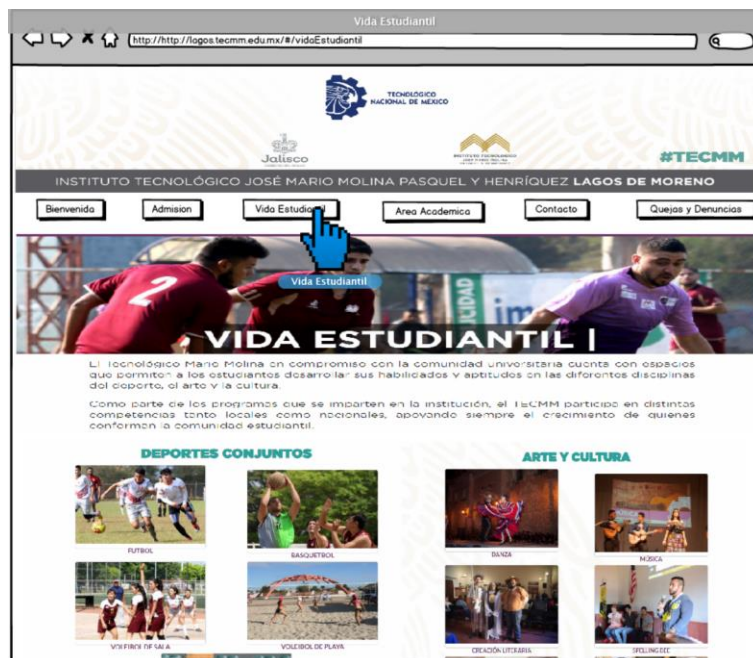 Vida Estudiantil
http://http://lagos.tecmm.edu.mx/#/vidaEstudiantil
TECNOLÓGICO
NACIONAL DE MÉXICO
Jalisco
#TECMM
INSTITUTO TECNOLÓGICO JOSÉ MARIO MOLINA PASQUEL Y HENRÍQUEZ LAGOS DE MORENO
Bienvenida
Admision
Vida Estudiantil
Area Academica
Contacto
Quejas y Denuncias
Vida Estudiantil
2
VIDA ESTUDIANTIL |
El Tecnológico Mario Molina en compromiso con la comunidad universitaria cuenta con espacios
que permiten a los estudiantes desarrollar sus habilidades y aptitudes en las diferentes disciplinas
del deporte, el arte y la cultura.
Como parte de los programas que se imparten en la institución, el TECMM participa en distintas
competencias tanto locales como nacionales, apoyando siempre el crecimiento de quienes
conforman la comunidad estudiantil.
DEPORTES CONJUNTOS
ARTE Y CULTURA
FUTBOL
BASQUETBOL
DANZA
MÚSICA
VOLEIBOL DE SALA
VOLEIBOL DE PLAYA
CREACIÓN LITERARIA
SPELLING BEE